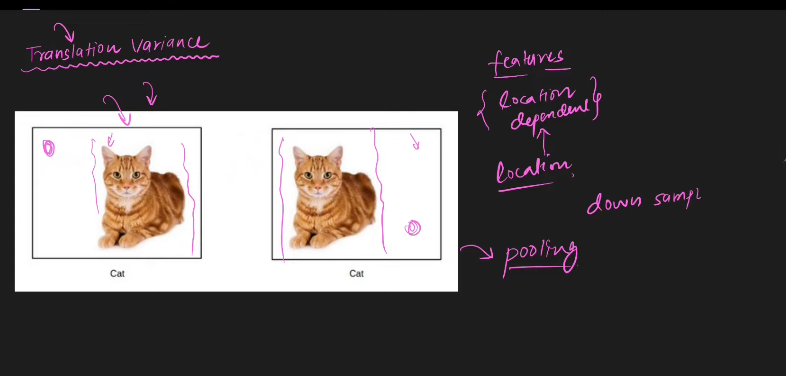 Translation Variance
features
location
dependent
location
down sampl
pooling
Cat
Cat